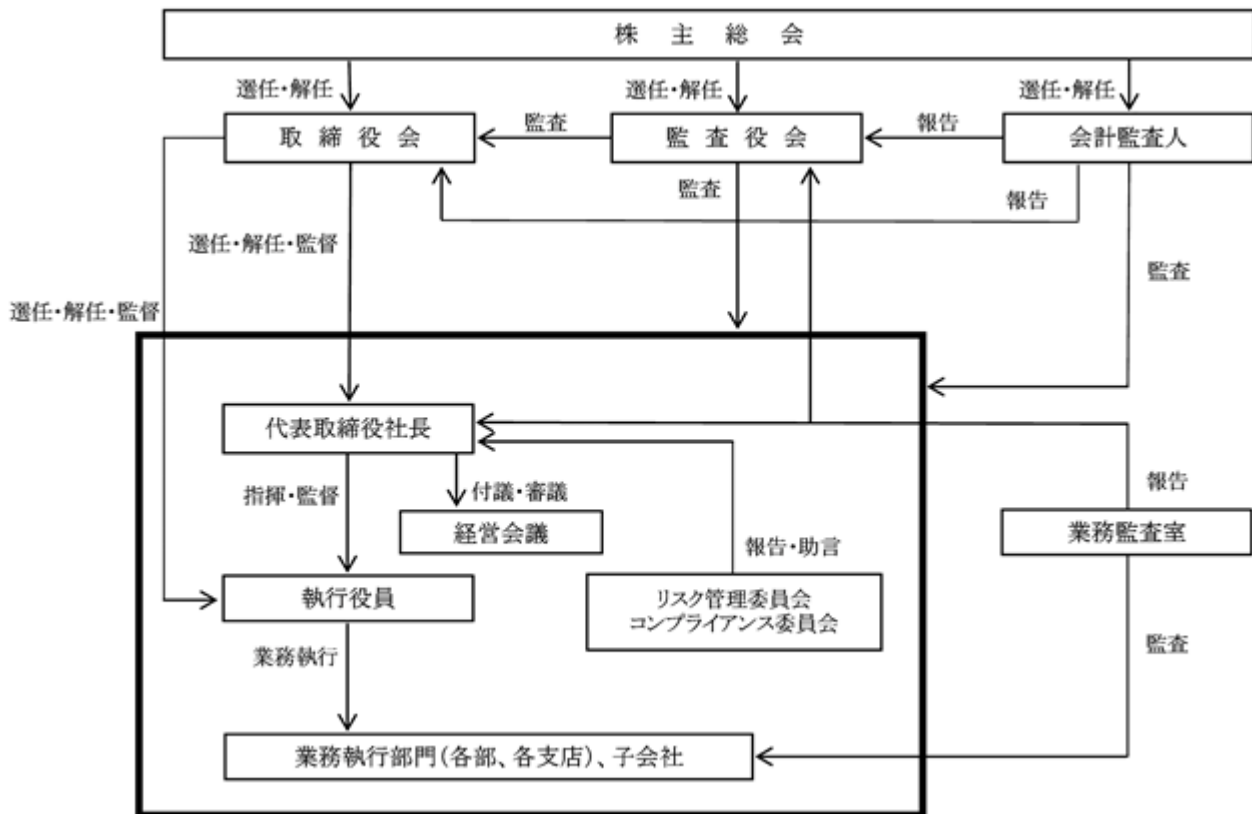 株主総会
選任・解任
選任・解任
選任・解任
取締役会
監査
監査役会
報告
会計監査人
監査
報告
選任・解任・監督
監査
選任・解任・監督
代表取締役社長
指揮・監督
付議・審議
報告
経営会議
業務監査室
報告・助言
執行役員
リスク管理委員会
コンプライアンス委員会
業務執行
監査
業務執行部門(各部、各支店)、子会社